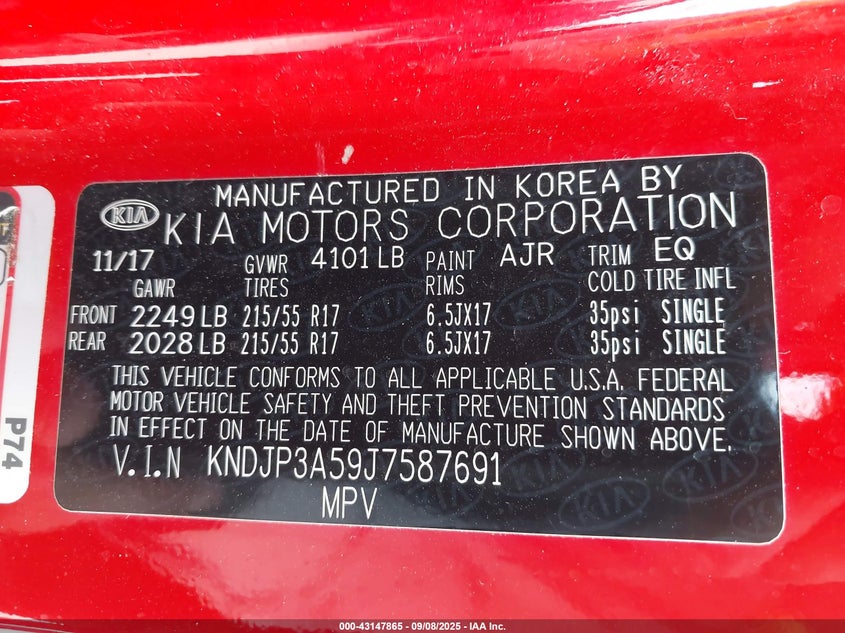 MANUFACTURED IN KOREA BY
KIA KIA MOTORS CORPORATION
11/17 GVWR 4101 LB PAINT AJR TRIM EQ
GAWR TIRES RIMS COLD TIRE INFL
FRONT 2249 LB 215/55 R17 6.5JX17 35psi SINGLE
REAR 2028 LB 215/55 R17 6.5JX17 35psi SINGLE
THIS VEHICLE CONFORMS TO ALL APPLICABLE U.S.A. FEDERAL
MOTOR VEHICLE SAFETY AND THEFT PREVENTION STANDARDS
IN EFFECT ON THE DATE OF MANUFACTURE SHOWN ABOVE.
V.I.N KNDJP3A59J7587691
MPV
P74
000-43147865 - 09/08/2025 - IAA Inc.